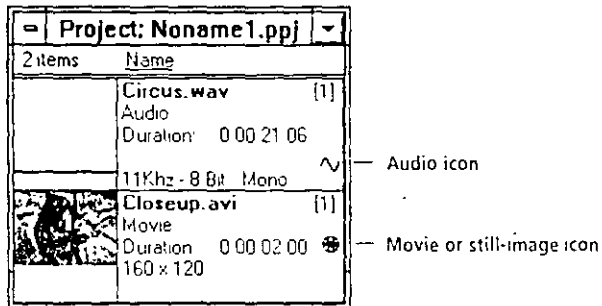 Project: Noname1.ppj
2 items Name
Circus.wav [1]
Audio
Duration: 0 00 21 06
Audio icon
11Khz - 8 Bit Mono
Closeup.avi [1]
Movie
Duration 0 00 02 00 Movie or still-image icon
160 x 120